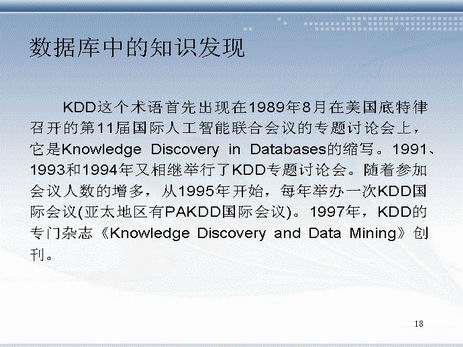 数据库中的知识发现
KDD这个术语首先出现在1989年8月在美国底特律
召开的第11届国际人工智能联合会议的专题讨论会上，
它是Knowledge Discovery in Databases的缩写。1991、
1993和1994年又相继举行了KDD专题讨论会。随着参加
会议人数的增多，从1995年开始，每年举办一次KDD国
际会议(亚太地区有PAKDD国际会议)。1997年，KDD的
专门杂志《Knowledge Discovery and Data Mining》创
刊。
18